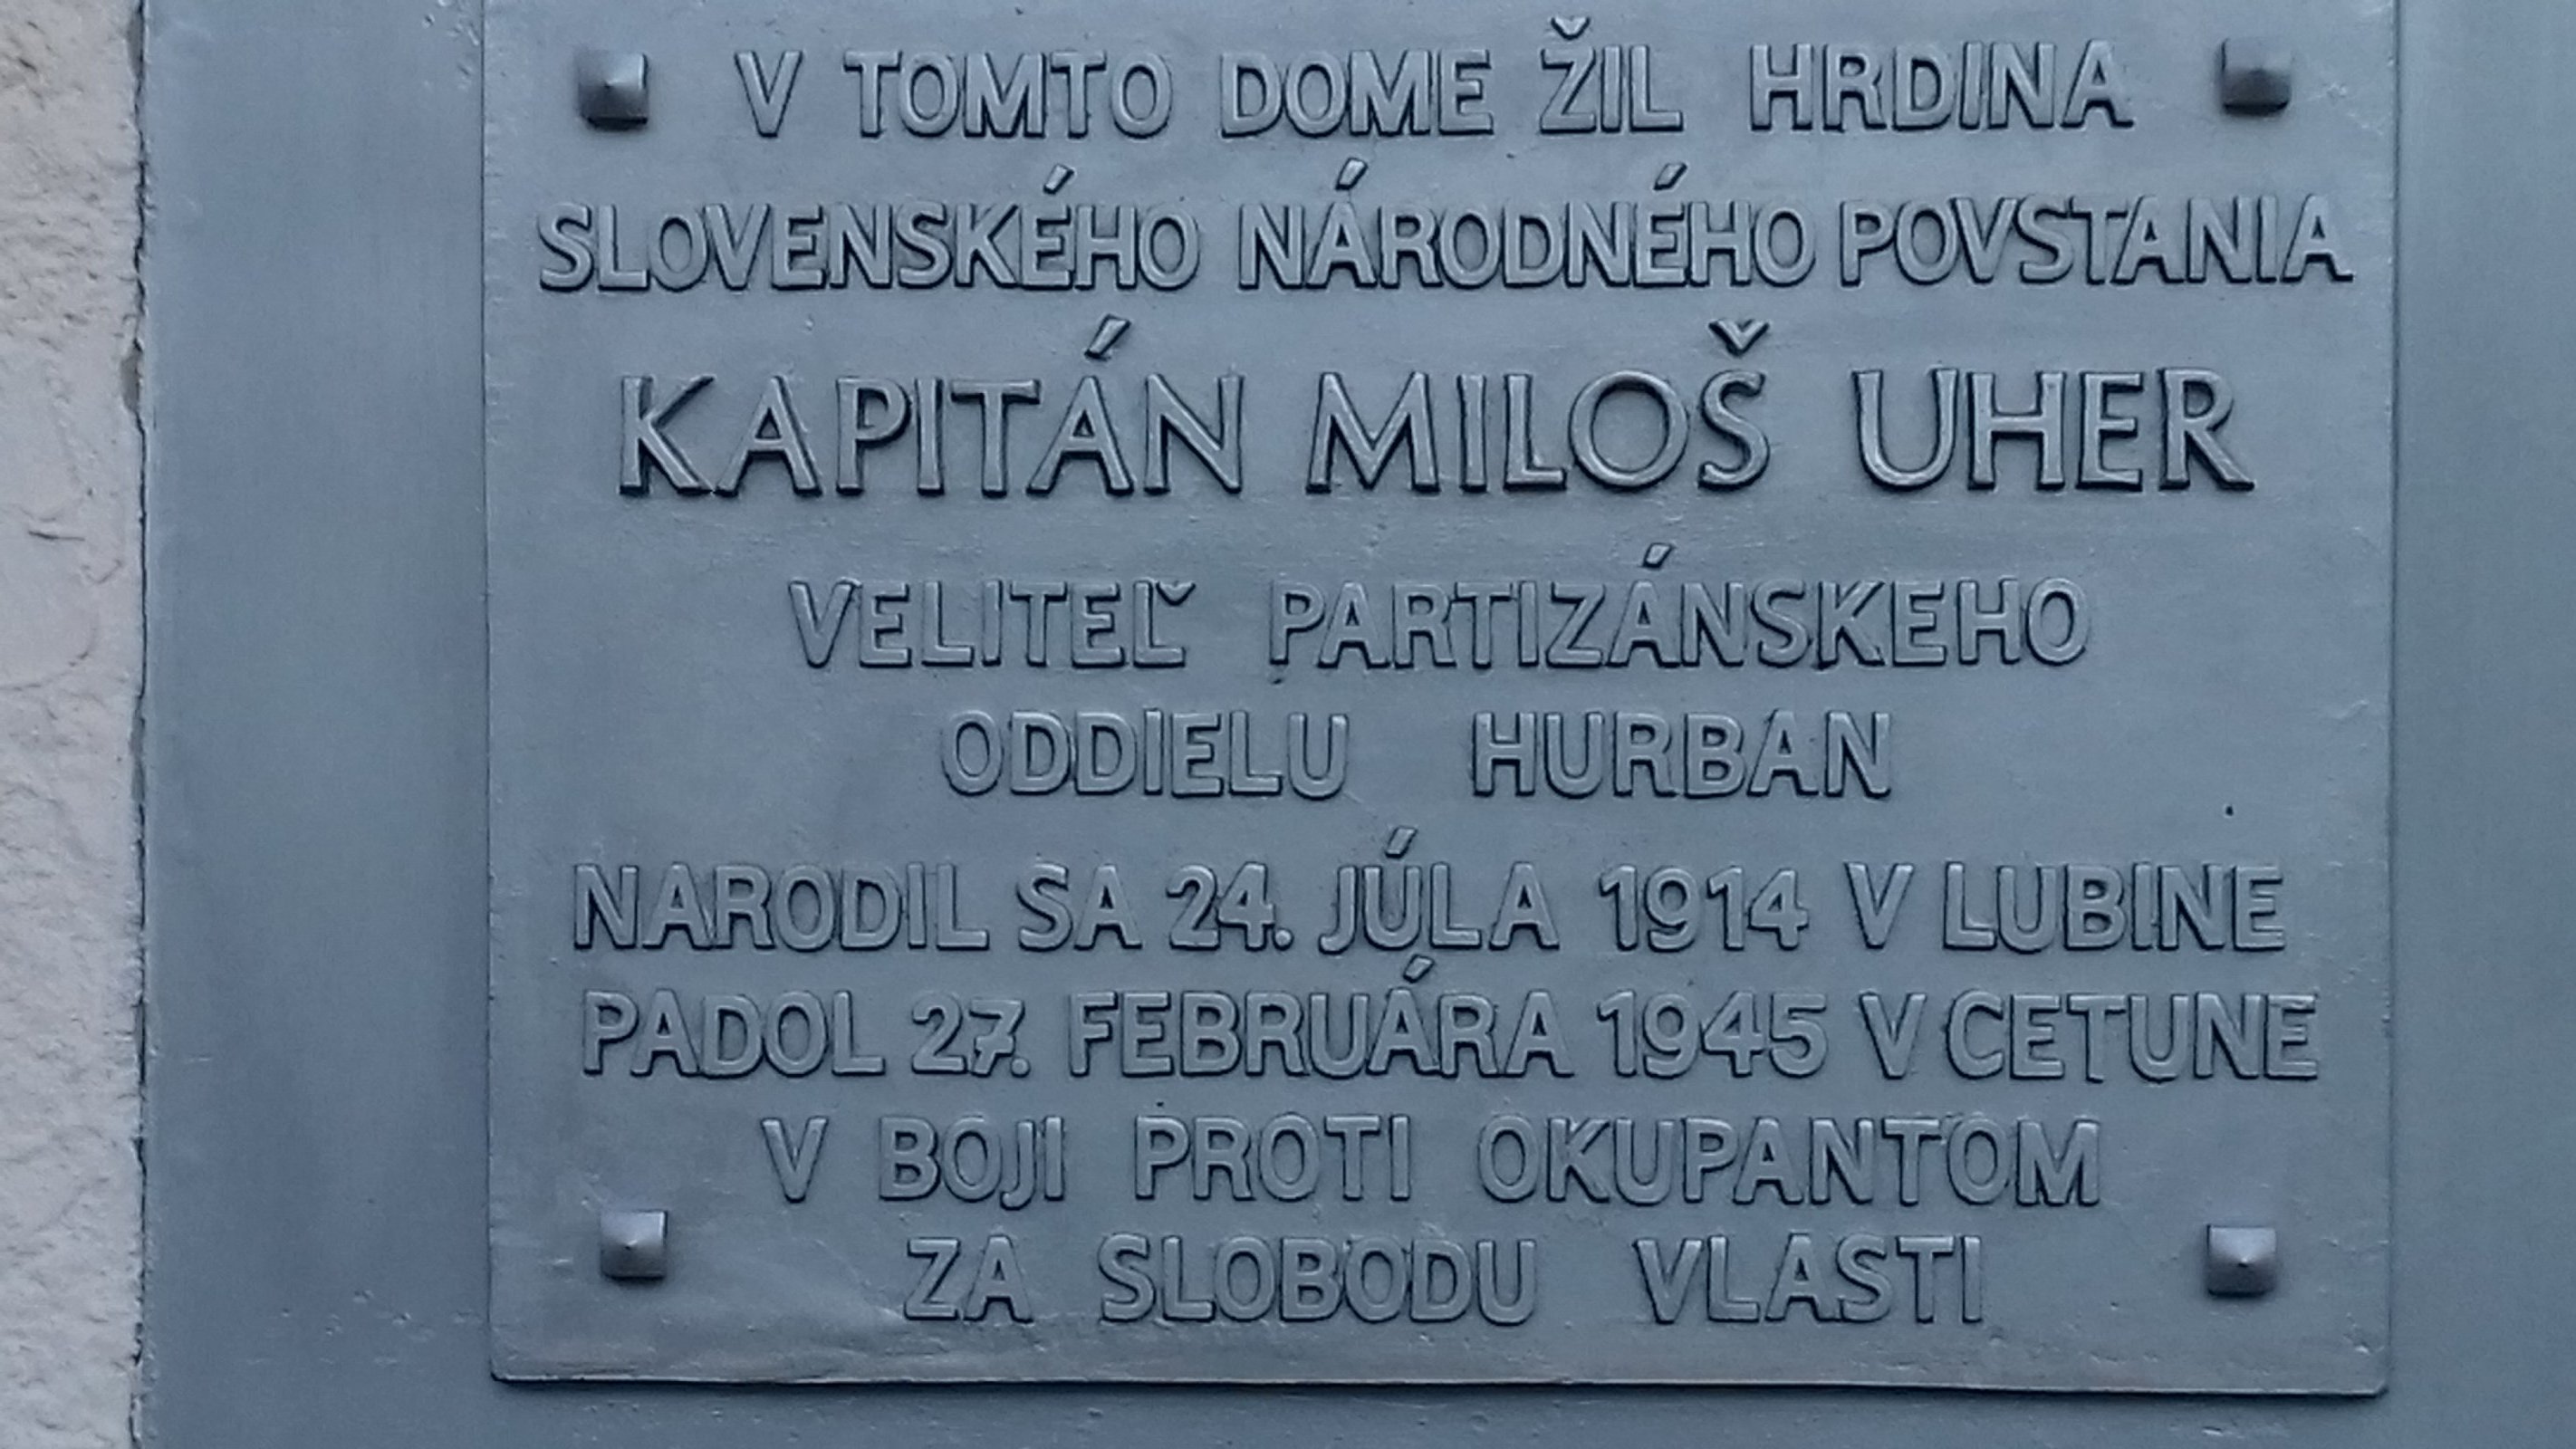 V TOMTO DOME ŽIL HRDINA
SLOVENSKÉHO NÁRODNÉHO POVSTANIA
KAPITÁN MILOŠ UHER
VELITEĽ PARTIZÁNSKEHO
ODDIELU HURBAN
NARODIL SA 24. JÚLA 1914 V LUBINE
PADOL 27. FEBRUÁRA 1945 V CETUNE
V BOJI PROTI OKUPANTOM
ZA SLOBODU VLASTI